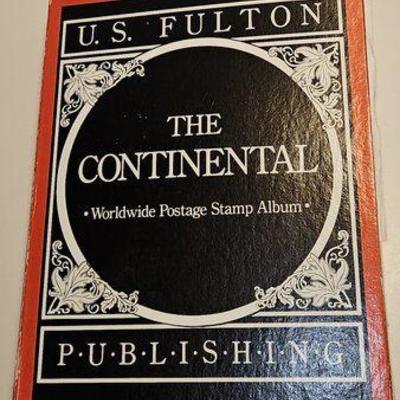 U. S. FULTON
THE
CONTINENTAL
• Worldwide Postage Stamp Album •
P·U·B·L·I·S·H·I·N·G